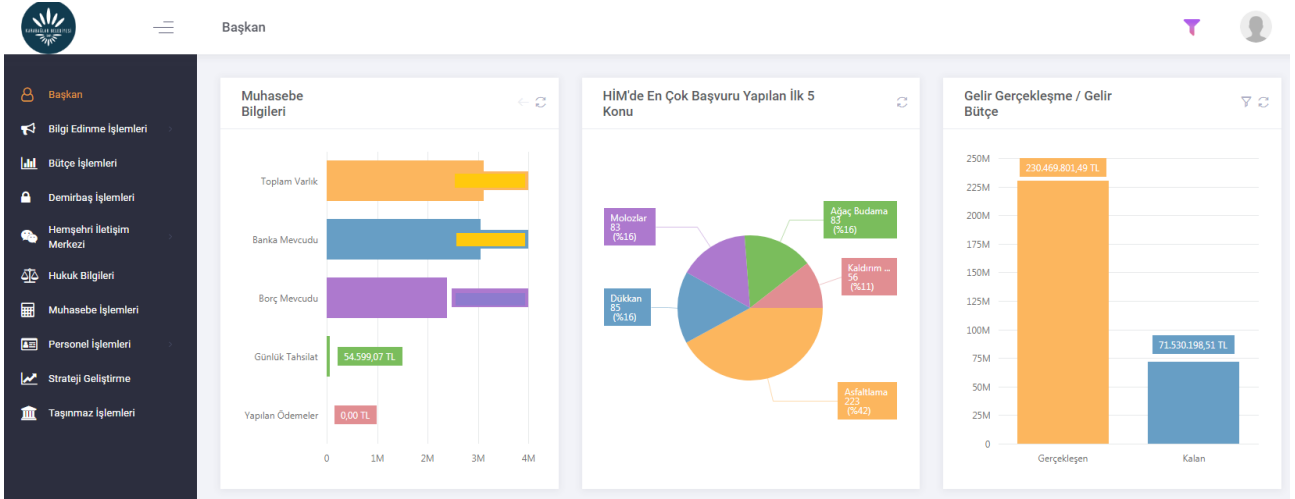 KARABAĞLAR BELEDİYESİ
Başkan
Başkan
Bilgi Edinme İşlemleri
Bütçe İşlemleri
Demirbaş İşlemleri
Hemşehri İletişim
Merkezi
Hukuk Bilgileri
Muhasebe İşlemleri
Personel İşlemleri
Strateji Geliştirme
Taşınmaz İşlemleri
Muhasebe
Bilgileri
Toplam Varlık
Banka Mevcudu
Borç Mevcudu
Günlük Tahsilat
54.599,07 TL
Yapılan Ödemeler
0,00 TL
0 1M 2M 3M 4M
HİM'de En Çok Başvuru Yapılan İlk 5
Konu
Molozlar
83
(%16)
Ağaç Budama
83
(%16)
Kaldırım ...
56
(%11)
Dükkan
85
(%16)
Asfaltlama
223
(%42)
Gelir Gerçekleşme / Gelir
Bütçe
250M
225M
200M
175M
150M
125M
100M
75M
50M
25M
0
230.469.801,49 TL
71.530.198,51 TL
Gerçekleşen Kalan